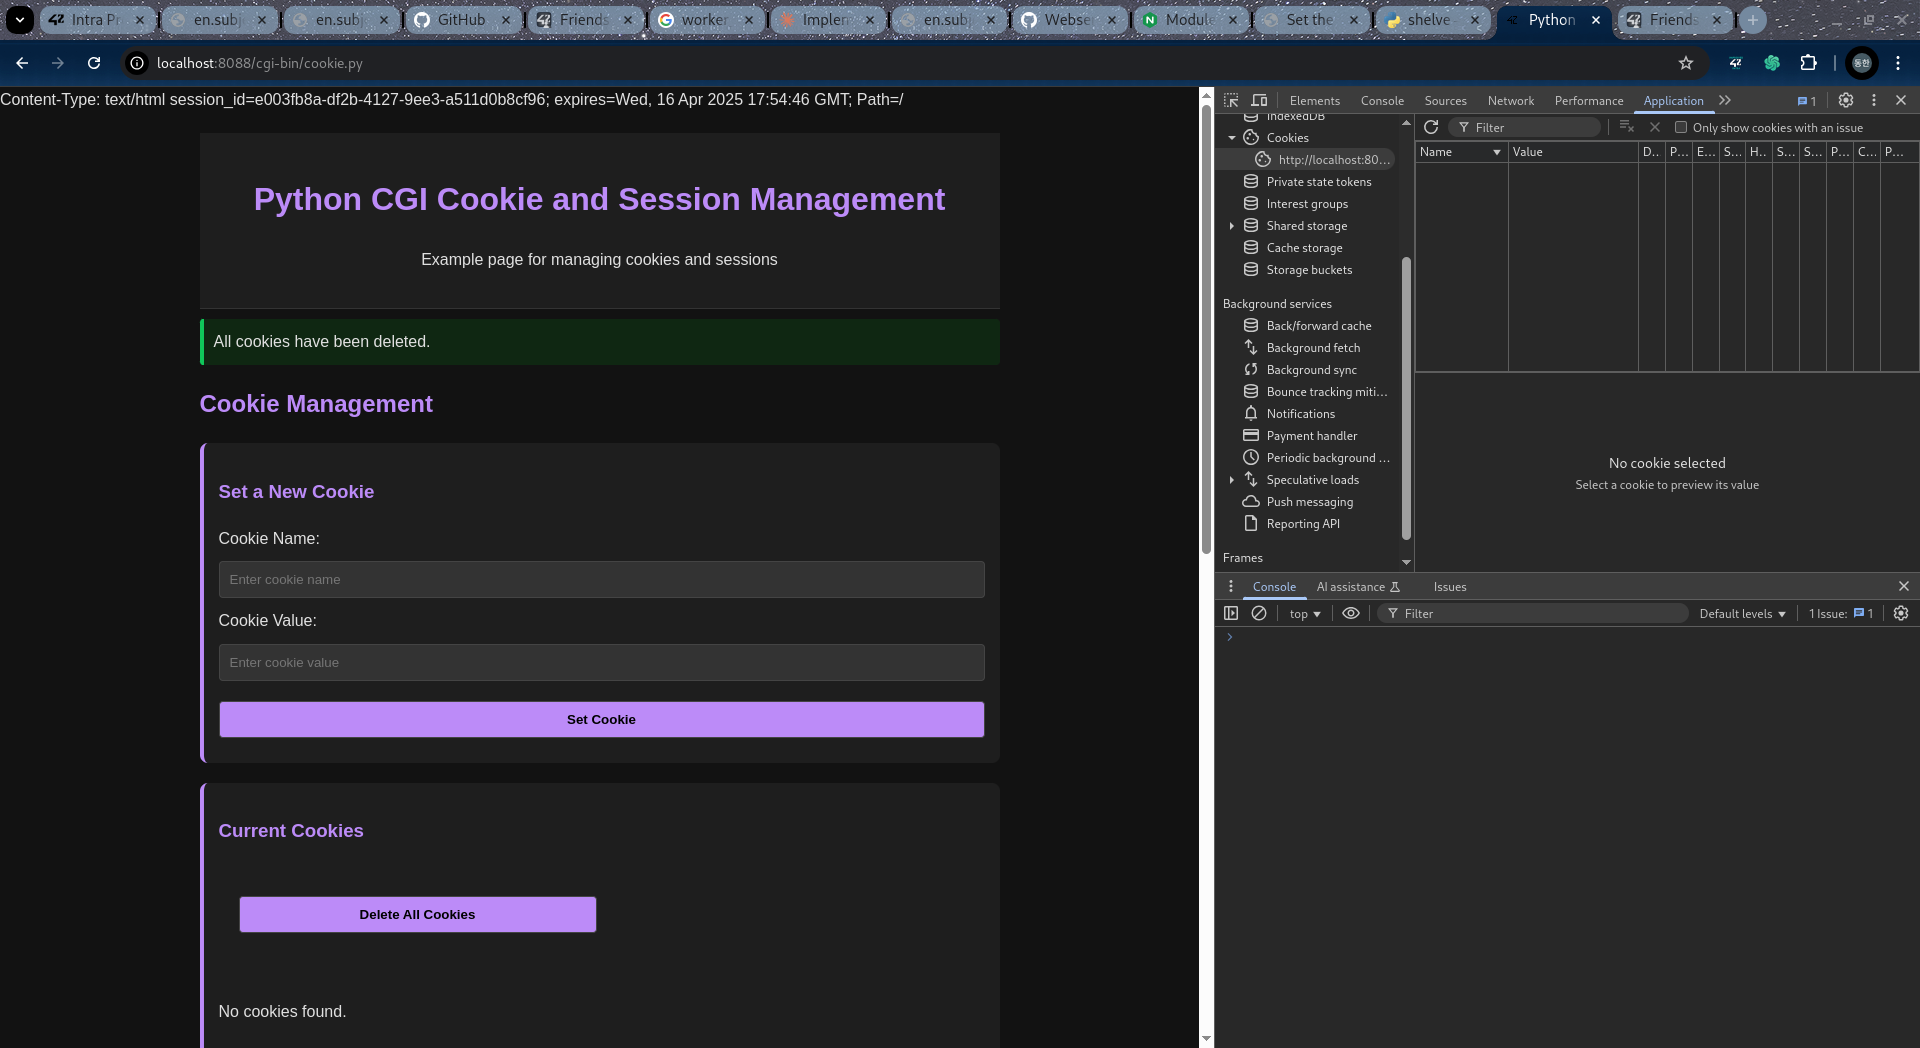 Intra Pr
en.subj
en.subj
GitHub
Friends
worker
Implem
en.subj
Webse
Module
Set the
shelve
Python
Friends
localhost:8088/cgi-bin/cookie.py
동한
Content-Type: text/html session_id=e003fb8a-df2b-4127-9ee3-a511d0b8cf96; expires=Wed, 16 Apr 2025 17:54:46 GMT; Path=/
Python CGI Cookie and Session Management
Example page for managing cookies and sessions
All cookies have been deleted.
Cookie Management
Set a New Cookie
Cookie Name:
Enter cookie name
Cookie Value:
Enter cookie value
Set Cookie
Current Cookies
Delete All Cookies
No cookies found.
Elements Console Sources Network Performance Application 1
IndexedDB
Cookies
http://localhost:80...
Private state tokens
Interest groups
Shared storage
Cache storage
Storage buckets
Background services
Back/forward cache
Background fetch
Background sync
Bounce tracking miti...
Notifications
Payment handler
Periodic background ...
Speculative loads
Push messaging
Reporting API
Frames
Filter Only show cookies with an issue
Name Value D... P... E... S... H... S... S... P... C... P...
No cookie selected
Select a cookie to preview its value
Console AI assistance Issues
top Filter Default levels 1 Issue: 1